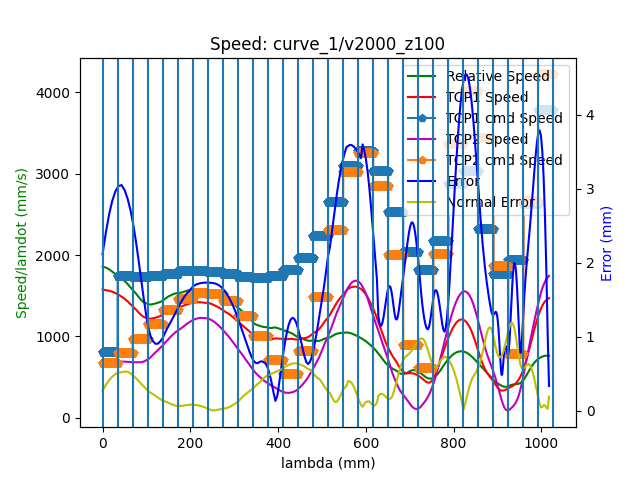 Speed: curve_1/v2000_z100
Relative Speed
TCP1 Speed
TCP1 cmd Speed
TCP2 Speed
TCP2 cmd Speed
Error
Normal Error
Speed/lamdot (mm/s)
4000
3000
2000
1000
0
4
3
2
1
0
Error (mm)
0 200 400 600 800 1000
lambda (mm)